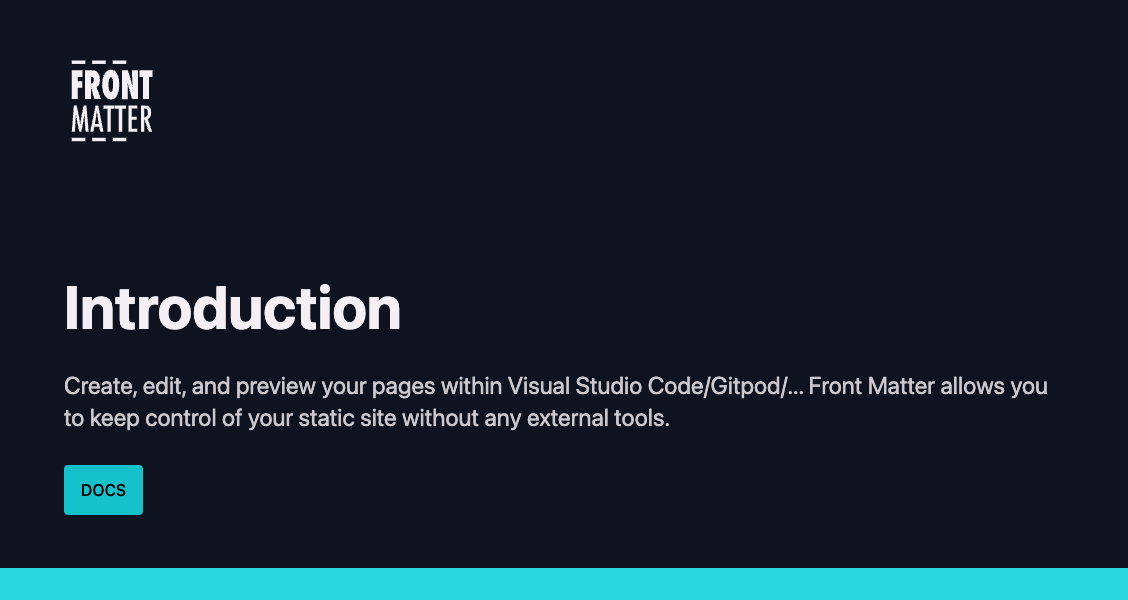 FRONT
MATTER
Introduction
Create, edit, and preview your pages within Visual Studio Code/Gitpod/... Front Matter allows you
to keep control of your static site without any external tools.
DOCS